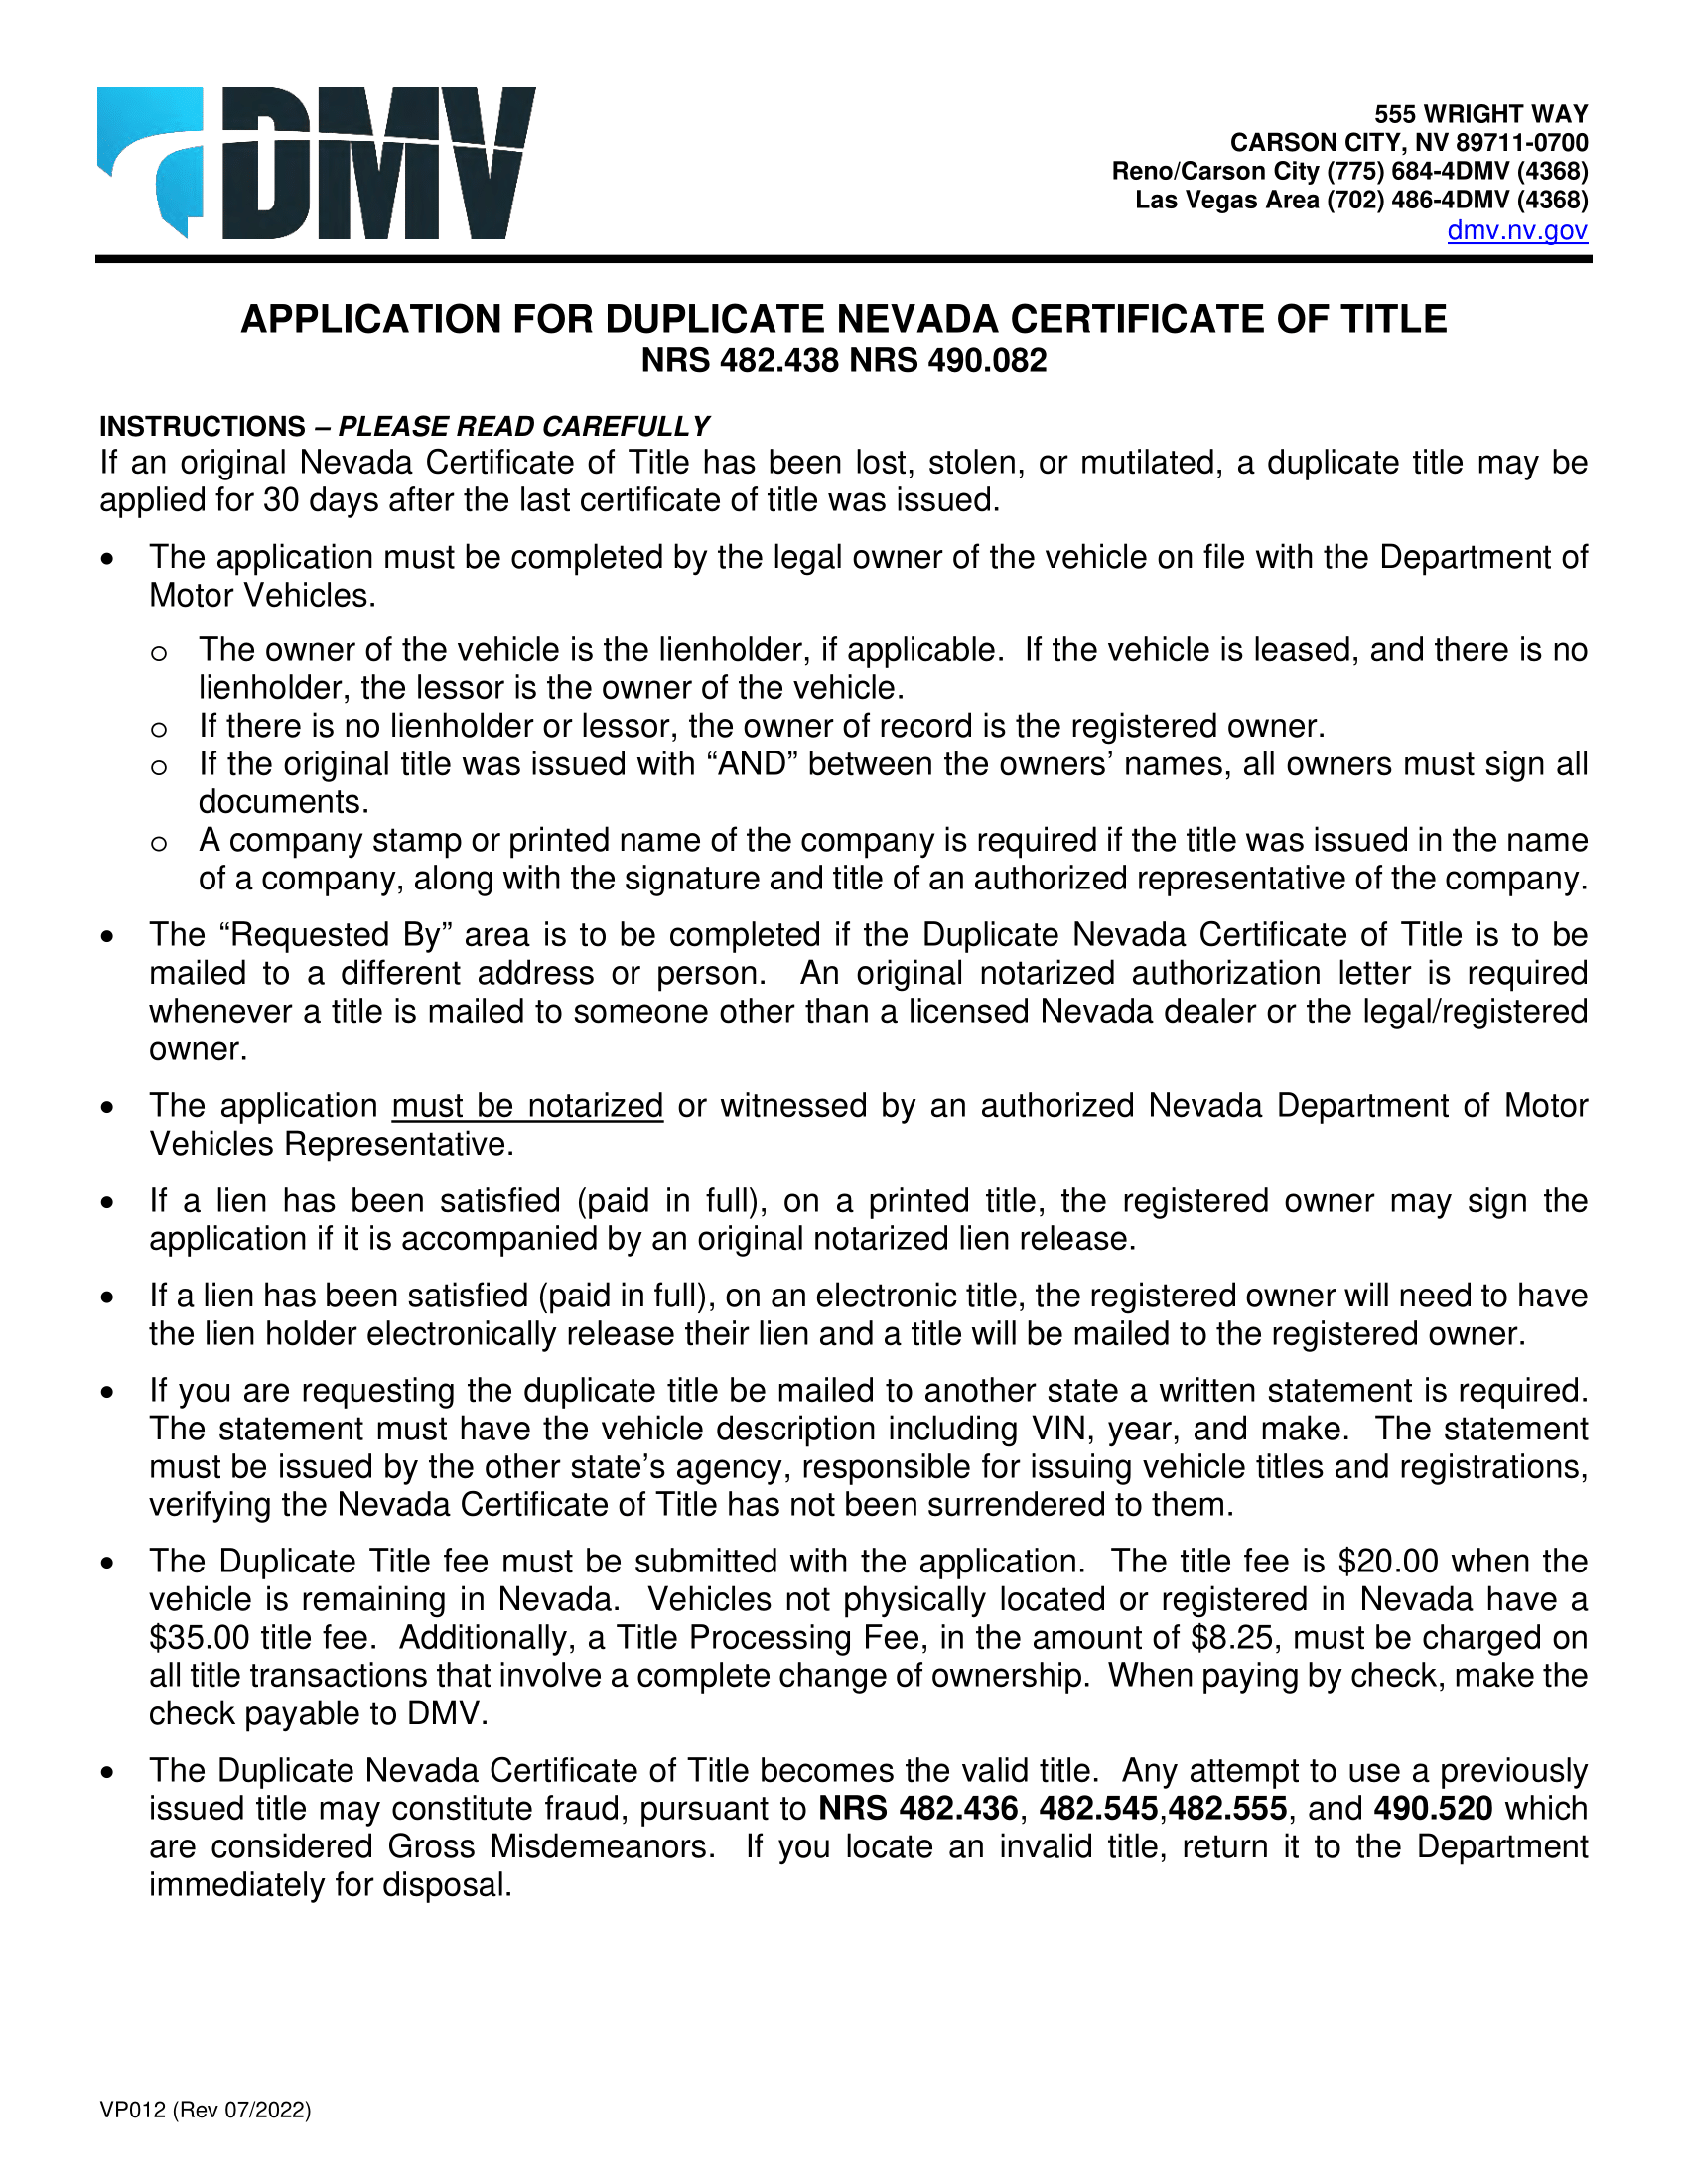 DMV
555 WRIGHT WAY
CARSON CITY, NV 89711-0700
Reno/Carson City (775) 684-4DMV (4368)
Las Vegas Area (702) 486-4DMV (4368)
dmv.nv.gov
APPLICATION FOR DUPLICATE NEVADA CERTIFICATE OF TITLE
NRS 482.438 NRS 490.082
INSTRUCTIONS – PLEASE READ CAREFULLY
If an original Nevada Certificate of Title has been lost, stolen, or mutilated, a duplicate title may be
applied for 30 days after the last certificate of title was issued.
• The application must be completed by the legal owner of the vehicle on file with the Department of
Motor Vehicles.
o The owner of the vehicle is the lienholder, if applicable. If the vehicle is leased, and there is no
lienholder, the lessor is the owner of the vehicle.
o If there is no lienholder or lessor, the owner of record is the registered owner.
o If the original title was issued with “AND” between the owners’ names, all owners must sign all
documents.
o A company stamp or printed name of the company is required if the title was issued in the name
of a company, along with the signature and title of an authorized representative of the company.
• The “Requested By” area is to be completed if the Duplicate Nevada Certificate of Title is to be
mailed to a different address or person. An original notarized authorization letter is required
whenever a title is mailed to someone other than a licensed Nevada dealer or the legal/registered
owner.
• The application must be notarized or witnessed by an authorized Nevada Department of Motor
Vehicles Representative.
• If a lien has been satisfied (paid in full), on a printed title, the registered owner may sign the
application if it is accompanied by an original notarized lien release.
• If a lien has been satisfied (paid in full), on an electronic title, the registered owner will need to have
the lien holder electronically release their lien and a title will be mailed to the registered owner.
• If you are requesting the duplicate title be mailed to another state a written statement is required.
The statement must have the vehicle description including VIN, year, and make. The statement
must be issued by the other state’s agency, responsible for issuing vehicle titles and registrations,
verifying the Nevada Certificate of Title has not been surrendered to them.
• The Duplicate Title fee must be submitted with the application. The title fee is $20.00 when the
vehicle is remaining in Nevada. Vehicles not physically located or registered in Nevada have a
$35.00 title fee. Additionally, a Title Processing Fee, in the amount of $8.25, must be charged on
all title transactions that involve a complete change of ownership. When paying by check, make the
check payable to DMV.
• The Duplicate Nevada Certificate of Title becomes the valid title. Any attempt to use a previously
issued title may constitute fraud, pursuant to NRS 482.436, 482.545,482.555, and 490.520 which
are considered Gross Misdemeanors. If you locate an invalid title, return it to the Department
immediately for disposal.
VP012 (Rev 07/2022)